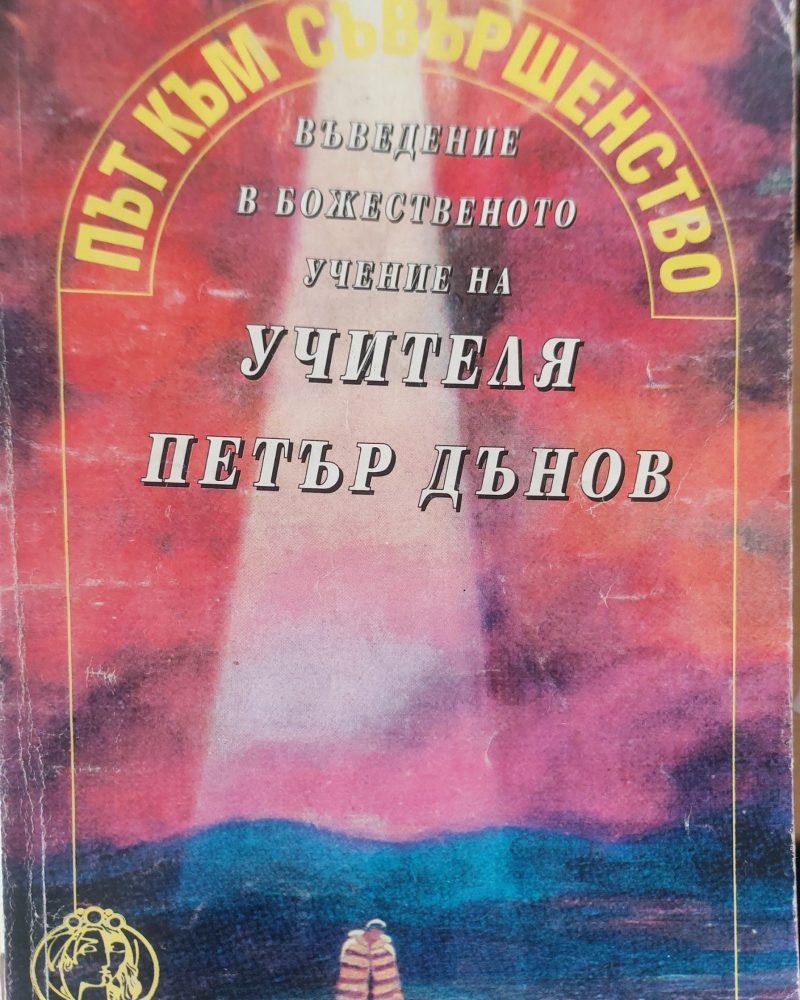 ПЪТ КЪМ СЪВЪРШЕНСТВО
ВЪВЕДЕНИЕ
В БОЖЕСТВЕНОТО
УЧЕНИЕ НА
УЧИТЕЛЯ
ПЕТЪР ДЪНОВ